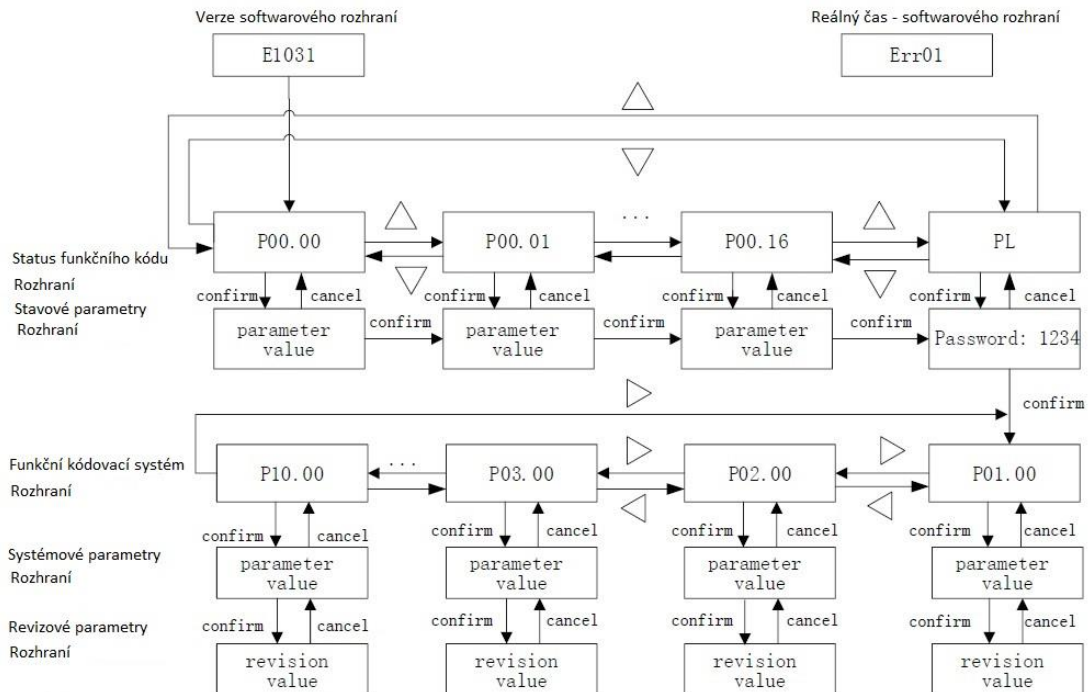 Verze softwarového rozhraní
Reálný čas - softwarového rozhraní
E1031
Err01
P00.00
P00.01
...
P00.16
PL
Status funkčního kódu
Rozhraní
Stavové parametry
Rozhraní
confirm
cancel
confirm
cancel
confirm
cancel
confirm
cancel
parameter
value
confirm
parameter
value
confirm
parameter
value
confirm
Password: 1234
confirm
Funkční kódovací systém
Rozhraní
P10.00
...
P03.00
P02.00
P01.00
confirm
cancel
confirm
cancel
confirm
cancel
confirm
cancel
Systémové parametry
Rozhraní
parameter
value
parameter
value
parameter
value
parameter
value
Revizové parametry
Rozhraní
confirm
cancel
confirm
cancel
confirm
cancel
confirm
cancel
revision
value
revision
value
revision
value
revision
value